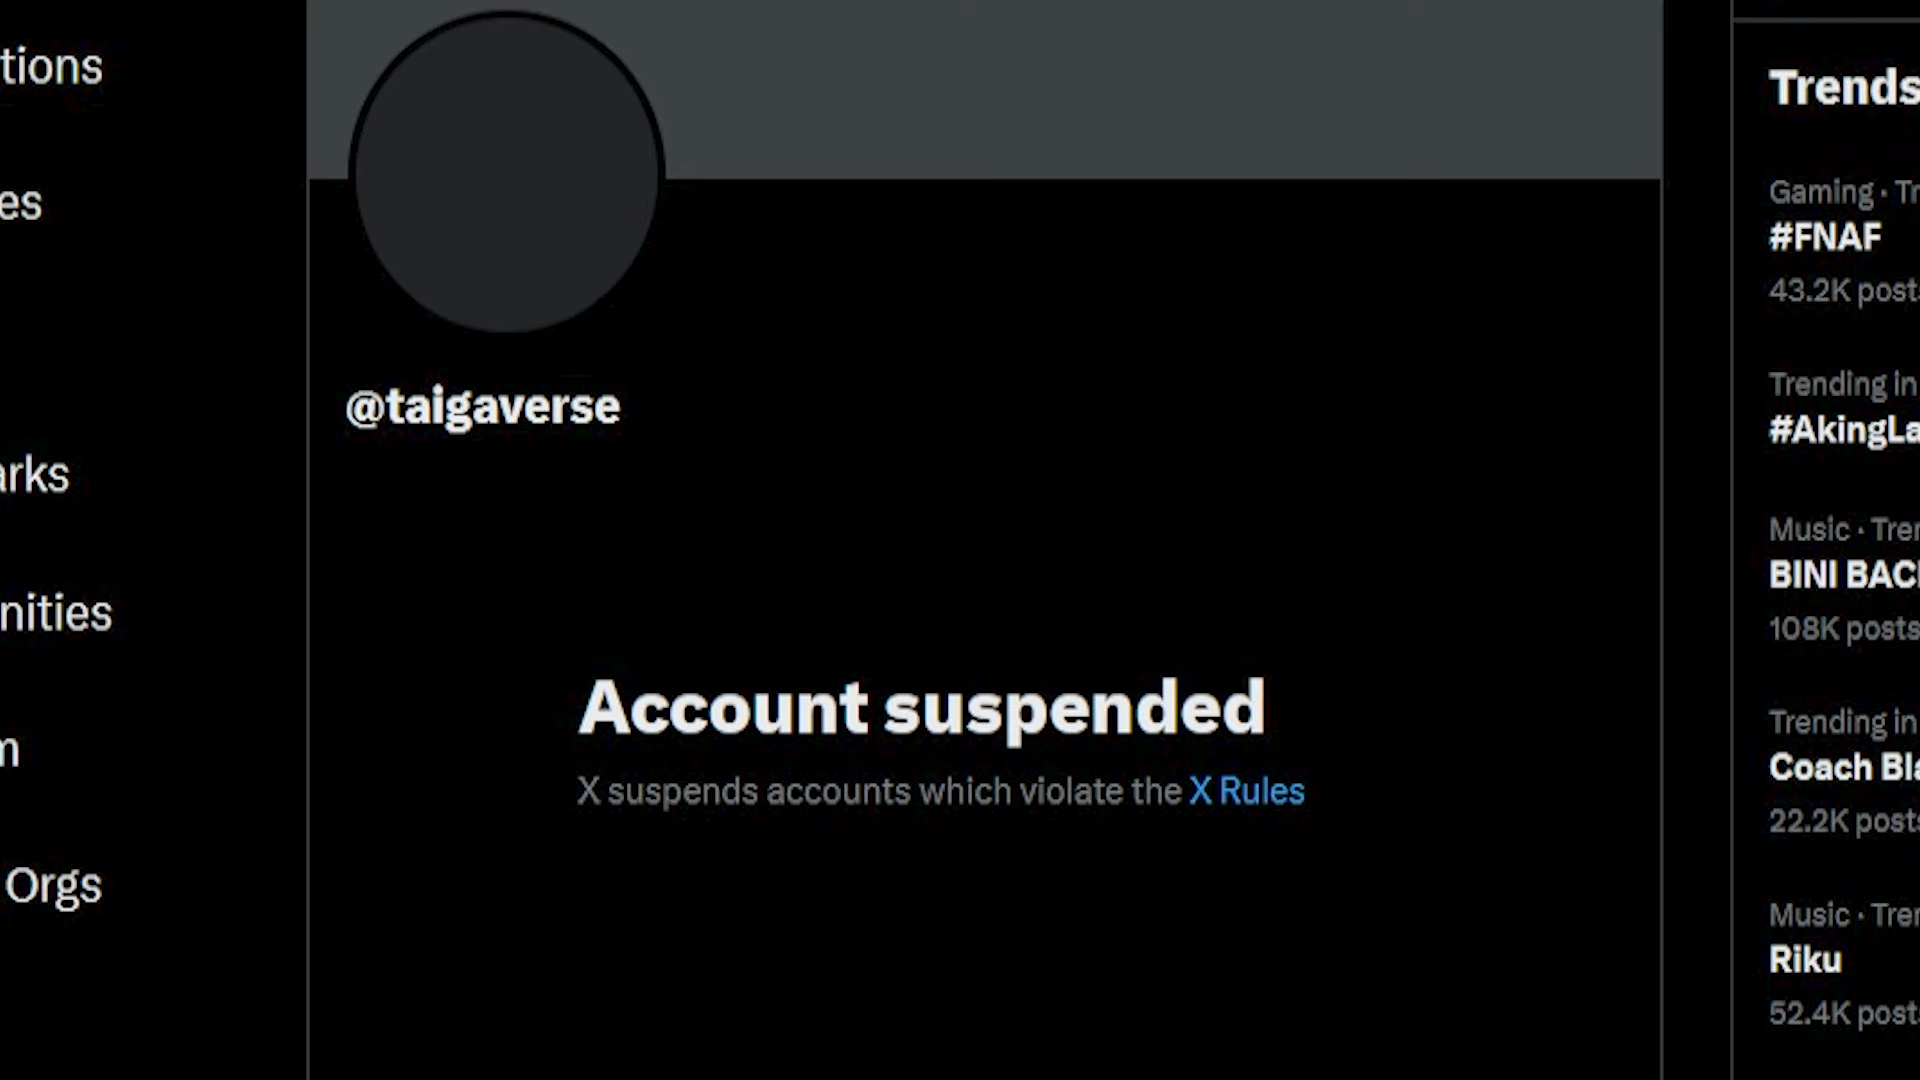 tions
es
arks
nities
m
Orgs
@taigaverse
Account suspended
X suspends accounts which violate the X Rules
Trends
Gaming · Tr
#FNAF
43.2K posts
Trending in
#AkingLa
Music · Tren
BINI BACK
108K posts
Trending in
Coach Bla
22.2K posts
Music · Tren
Riku
52.4K posts